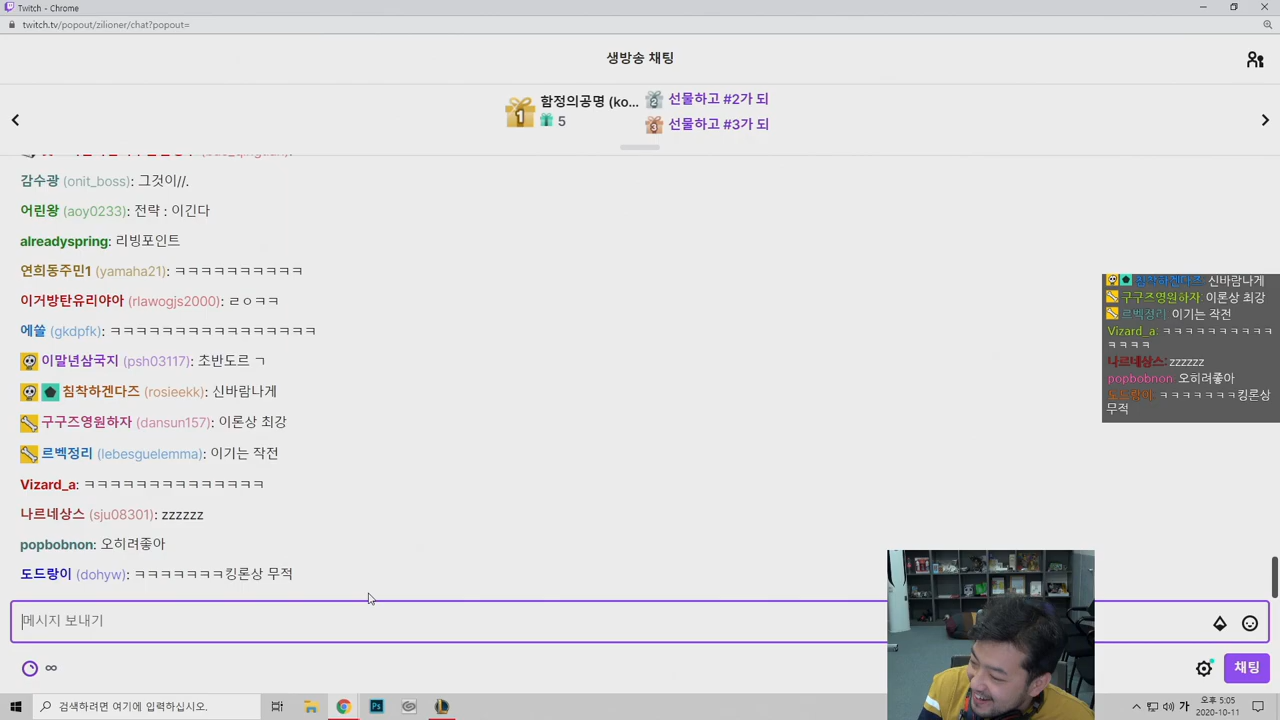 Twitch - Chrome
twitch.tv/popout/zilioner/chat?popout=
생방송 채팅
1 함정의공명 (ko...
5
2 선물하고 #2가 되
3 선물하고 #3가 되
감수광 (onit_boss): 그것이//.
어린왕 (aoy0233): 전략 : 이긴다
alreadyspring: 리빙포인트
연희동주민1 (yamaha21): ㅋㅋㅋㅋㅋㅋㅋㅋㅋㅋ
이거방탄유리야아 (rlawogjs2000): ㄹㅇㅋㅋ
에쓸 (gkdpfk): ㅋㅋㅋㅋㅋㅋㅋㅋㅋㅋㅋㅋㅋㅋㅋㅋ
이말년삼국지 (psh03117): 초반도르 ㄱ
침착하겐다즈 (rosieekk): 신바람나게
구구즈영원하자 (dansun157): 이론상 최강
르벡정리 (lebesguelemma): 이기는 작전
Vizard_a: ㅋㅋㅋㅋㅋㅋㅋㅋㅋㅋㅋㅋㅋㅋ
나르네상스 (sju08301): zzzzzz
popbobnon: 오히려좋아
도드랑이 (dohyw): ㅋㅋㅋㅋㅋㅋㅋ킹론상 무적
침착하겐다즈: 신바람나게
구구즈영원하자: 이론상 최강
르벡정리: 이기는 작전
Vizard_a: ㅋㅋㅋㅋㅋㅋㅋㅋㅋㅋ
ㅋㅋㅋㅋ
나르네상스: zzzzzz
popbobnon: 오히려좋아
도드랑이: ㅋㅋㅋㅋㅋㅋㅋ킹론상
무적
메시지 보내기
∞
채팅
검색하려면 여기에 입력하십시오.
Ps
가
오후 5:05
2020-10-11